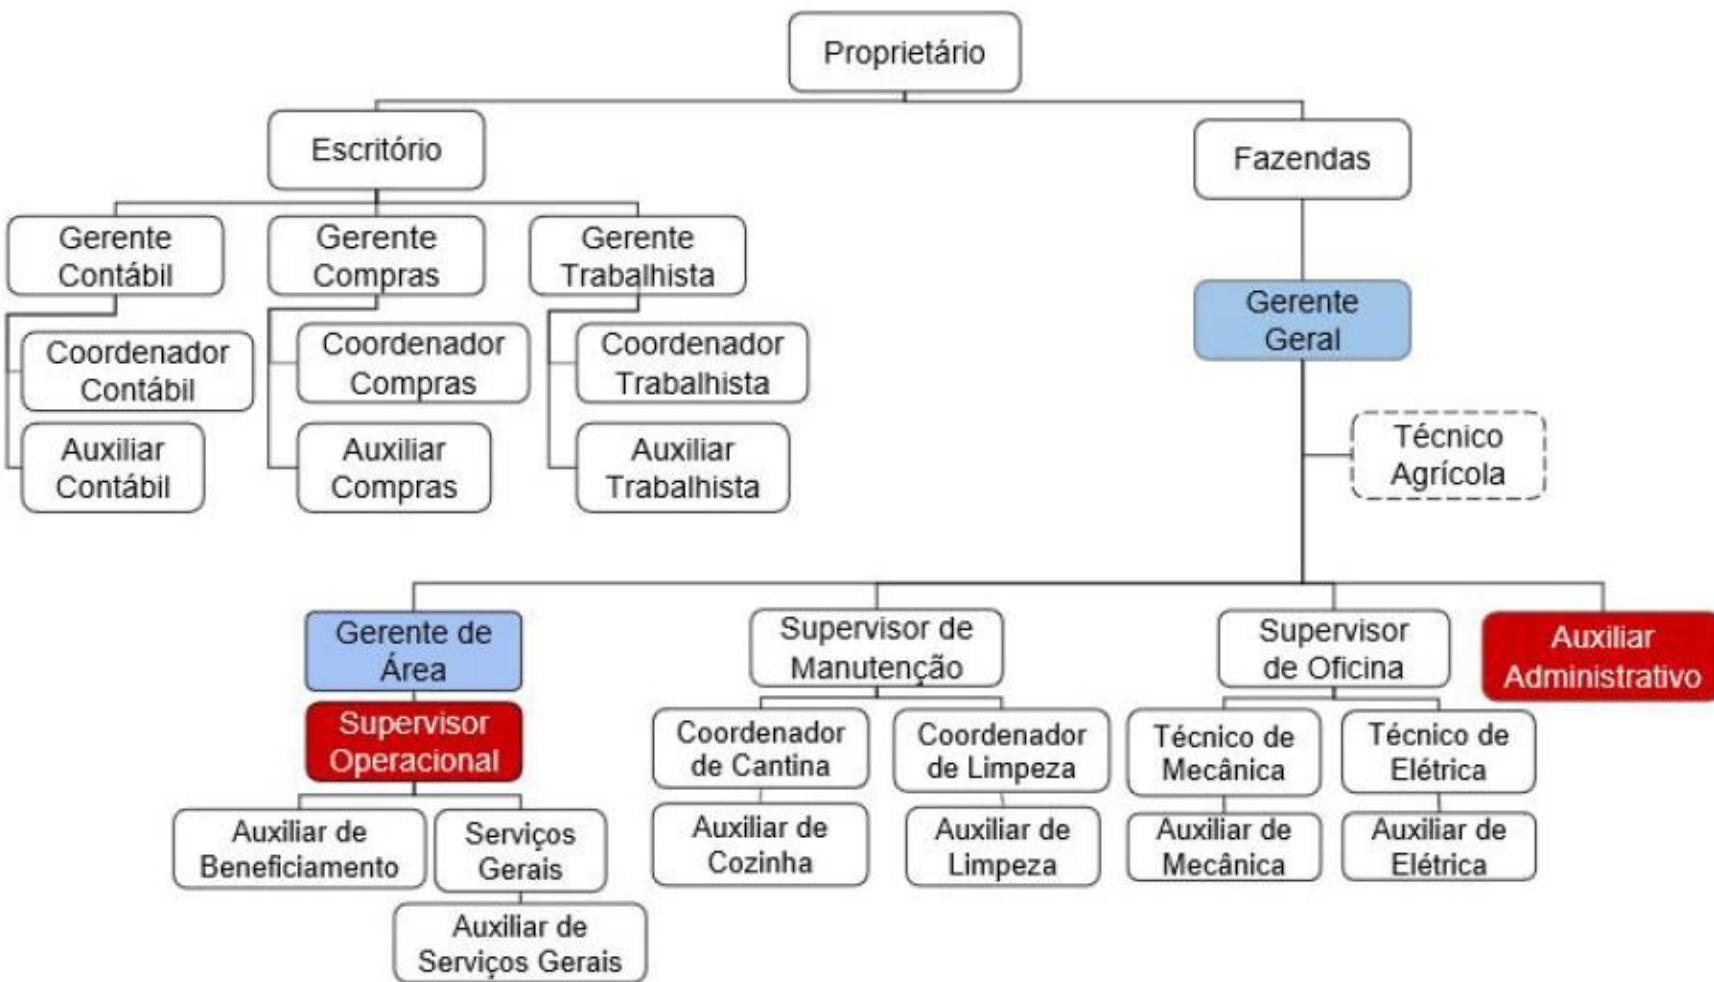 Proprietário
Escritório
Fazendas
Gerente
Contábil
Gerente
Compras
Gerente
Trabalhista
Gerente
Geral
Coordenador
Contábil
Coordenador
Compras
Coordenador
Trabalhista
Auxiliar
Contábil
Auxiliar
Compras
Auxiliar
Trabalhista
Técnico
Agrícola
Gerente de
Área
Supervisor de
Manutenção
Supervisor
de Oficina
Auxiliar
Administrativo
Supervisor
Operacional
Coordenador
de Cantina
Coordenador
de Limpeza
Técnico de
Mecânica
Técnico de
Elétrica
Auxiliar de
Beneficiamento
Serviços
Gerais
Auxiliar de
Cozinha
Auxiliar de
Limpeza
Auxiliar de
Mecânica
Auxiliar de
Elétrica
Auxiliar de
Serviços Gerais